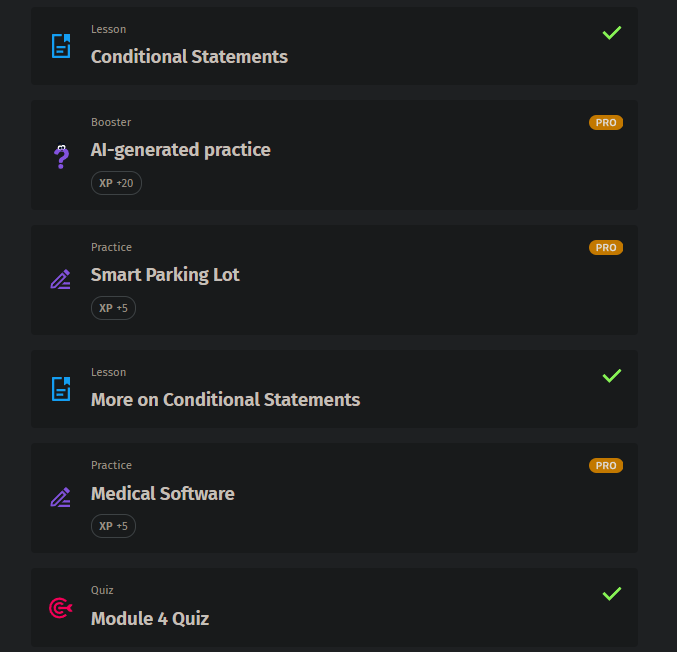 Lesson
Conditional Statements
Booster
PRO
AI-generated practice
XP +20
Practice
PRO
Smart Parking Lot
XP +5
Lesson
More on Conditional Statements
Practice
PRO
Medical Software
XP +5
Quiz
Module 4 Quiz